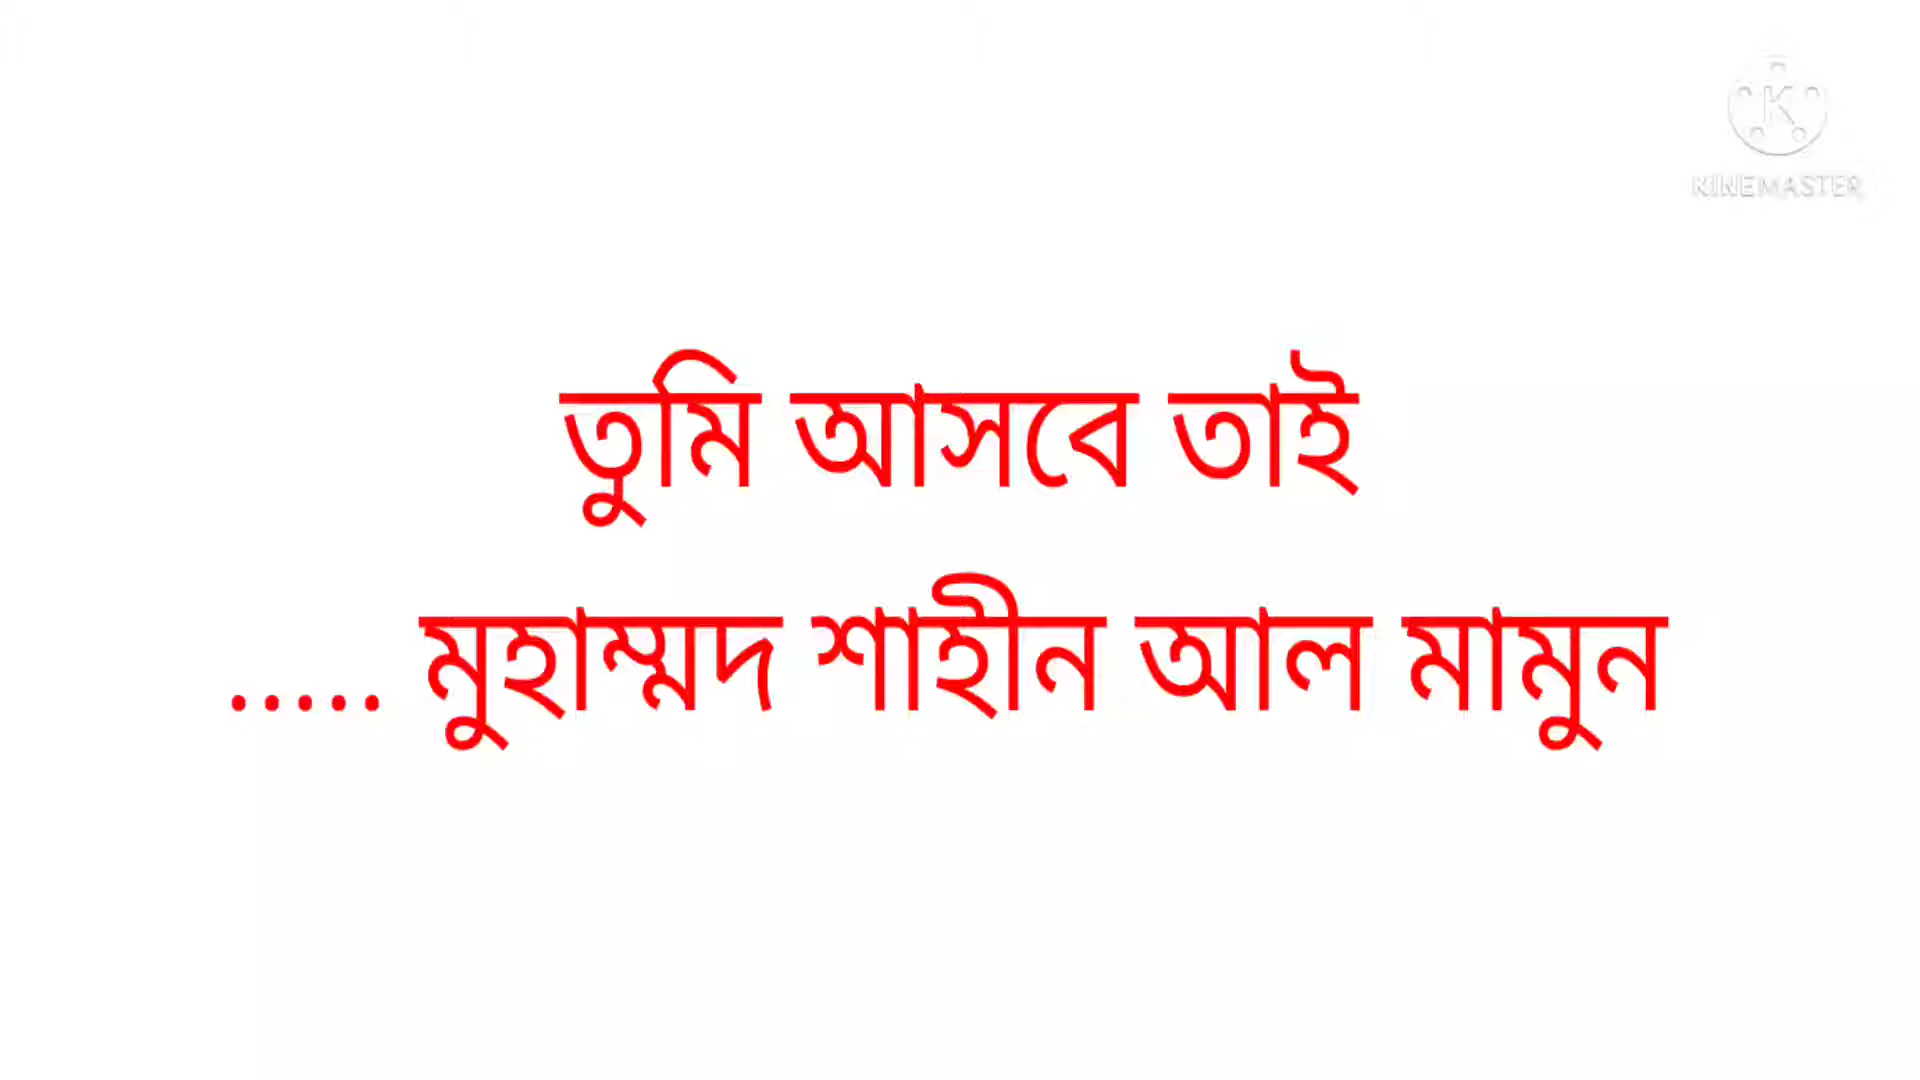 KINEMASTER
তুমি আসবে তাই
..... মুহাম্মদ শাহীন আল মামুন